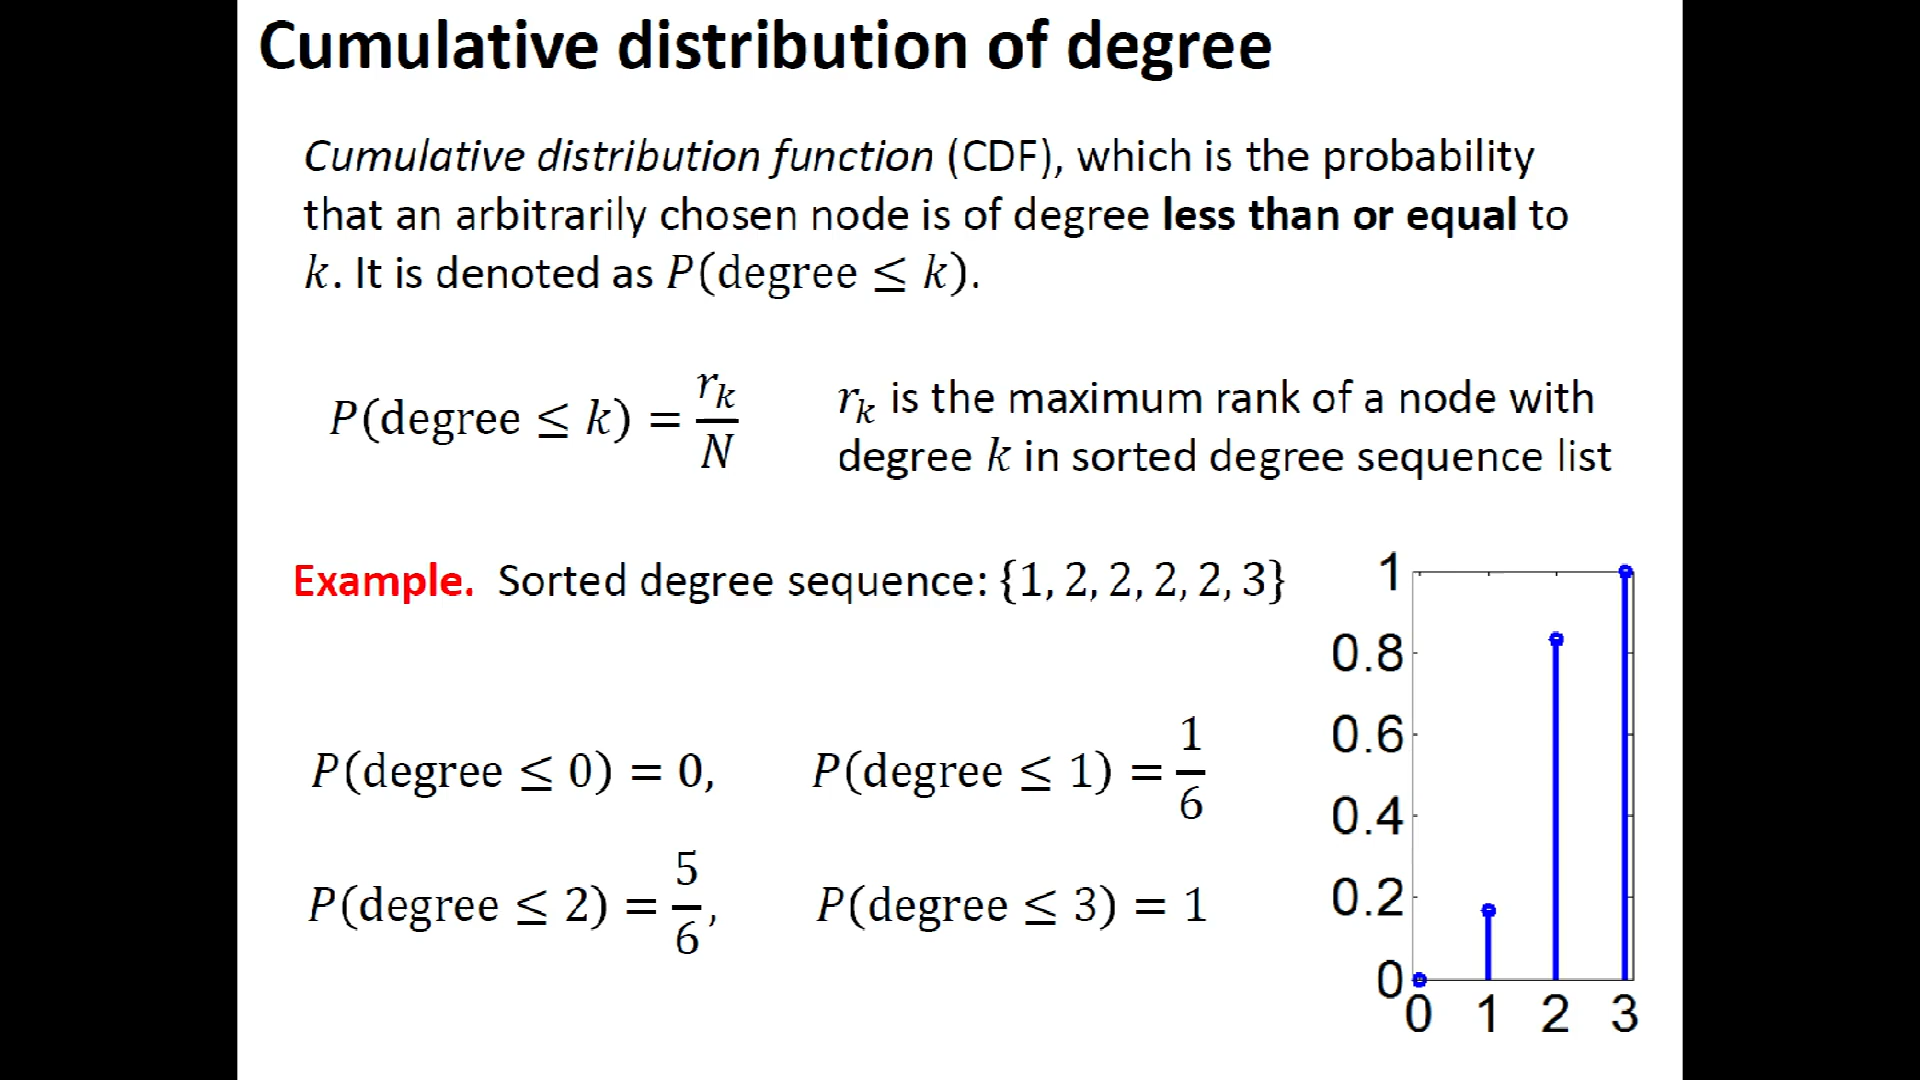 Cumulative distribution of degree
Cumulative distribution function (CDF), which is the probability
that an arbitrarily chosen node is of degree less than or equal to
k. It is denoted as P(degree ≤ k).
P(degree ≤ k) = r_k/N
r_k is the maximum rank of a node with
degree k in sorted degree sequence list
Example. Sorted degree sequence: {1, 2, 2, 2, 2, 3}
P(degree ≤ 0) = 0, P(degree ≤ 1) = 1/6
P(degree ≤ 2) = 5/6, P(degree ≤ 3) = 1
1
0.8
0.6
0.4
0.2
0
0 1 2 3